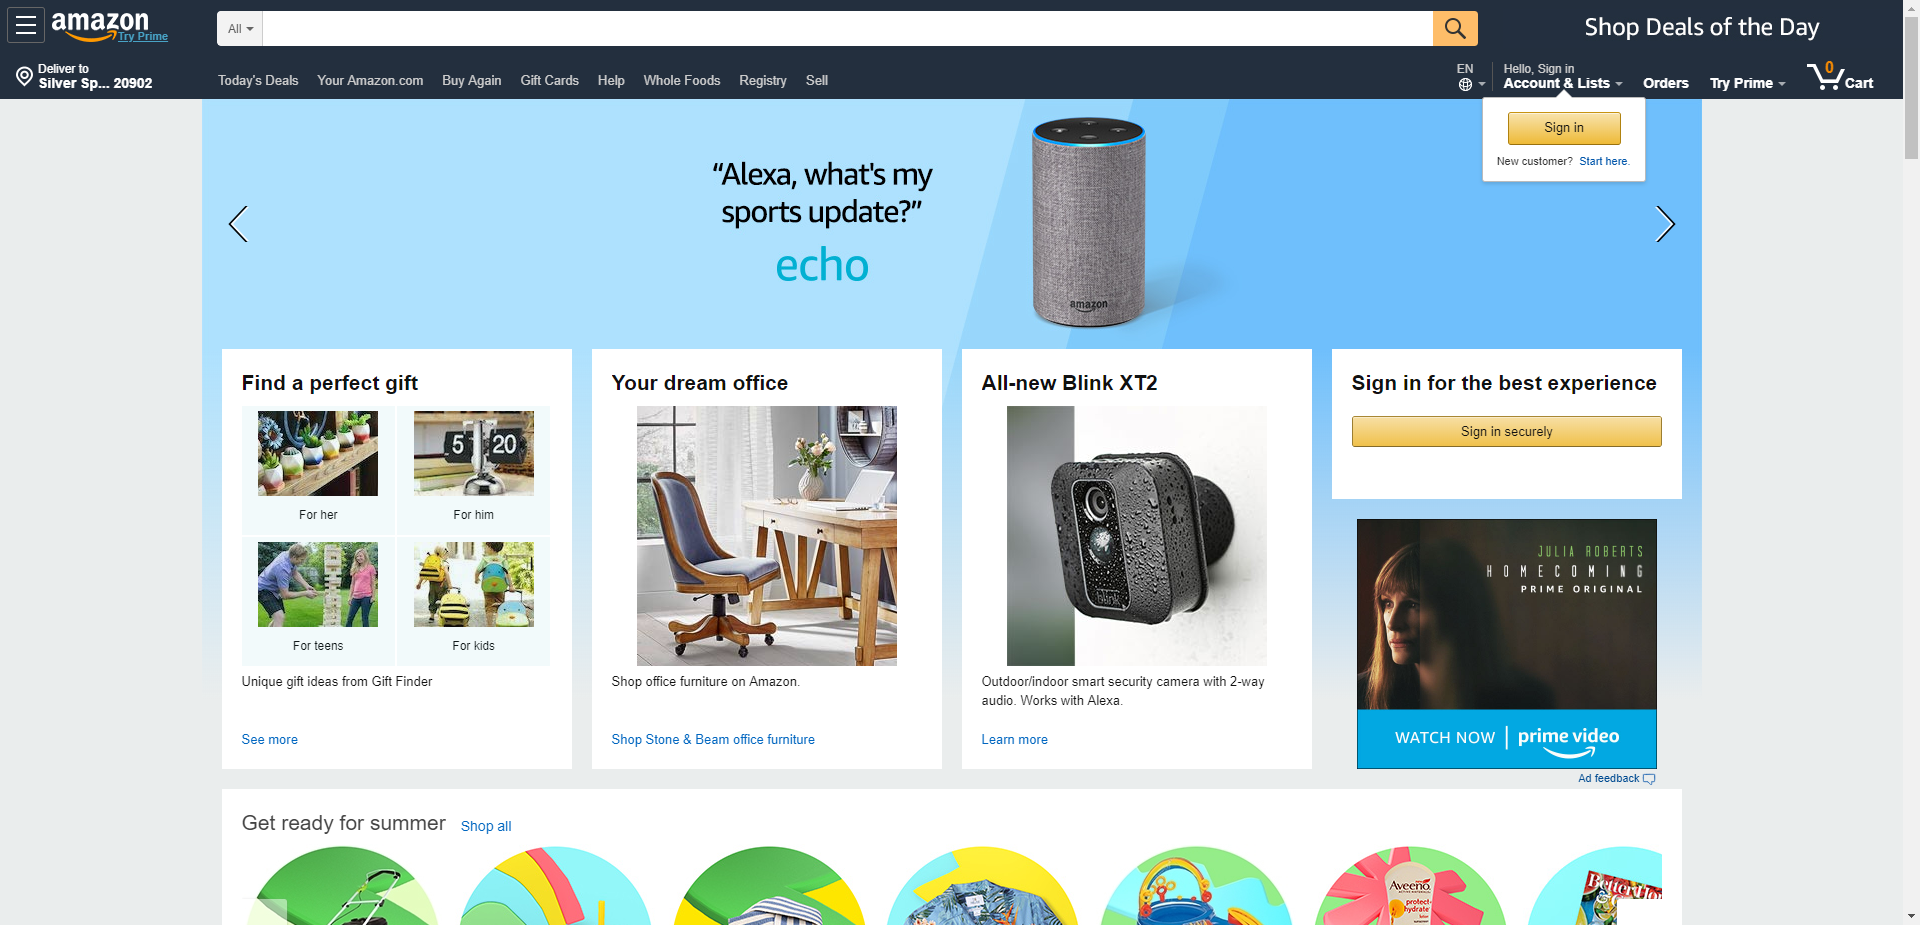 amazon
Try Prime
All
Shop Deals of the Day
Deliver to
Silver Sp... 20902
Today's Deals
Your Amazon.com
Buy Again
Gift Cards
Help
Whole Foods
Registry
Sell
EN
Hello, Sign in
Account & Lists
Orders
Try Prime
0
Cart
Sign in
New customer? Start here.
“Alexa, what's my
sports update?”
echo
amazon
Find a perfect gift
5 20
For her
For him
For teens
For kids
Unique gift ideas from Gift Finder
See more
Your dream office
Shop office furniture on Amazon.
Shop Stone & Beam office furniture
All-new Blink XT2
blink
Outdoor/indoor smart security camera with 2-way
audio. Works with Alexa.
Learn more
Sign in for the best experience
Sign in securely
JULIA ROBERTS
HOMECOMING
PRIME ORIGINAL
WATCH NOW | prime video
Ad feedback
Get ready for summer
Shop all
Aveeno
protect+
hydrate